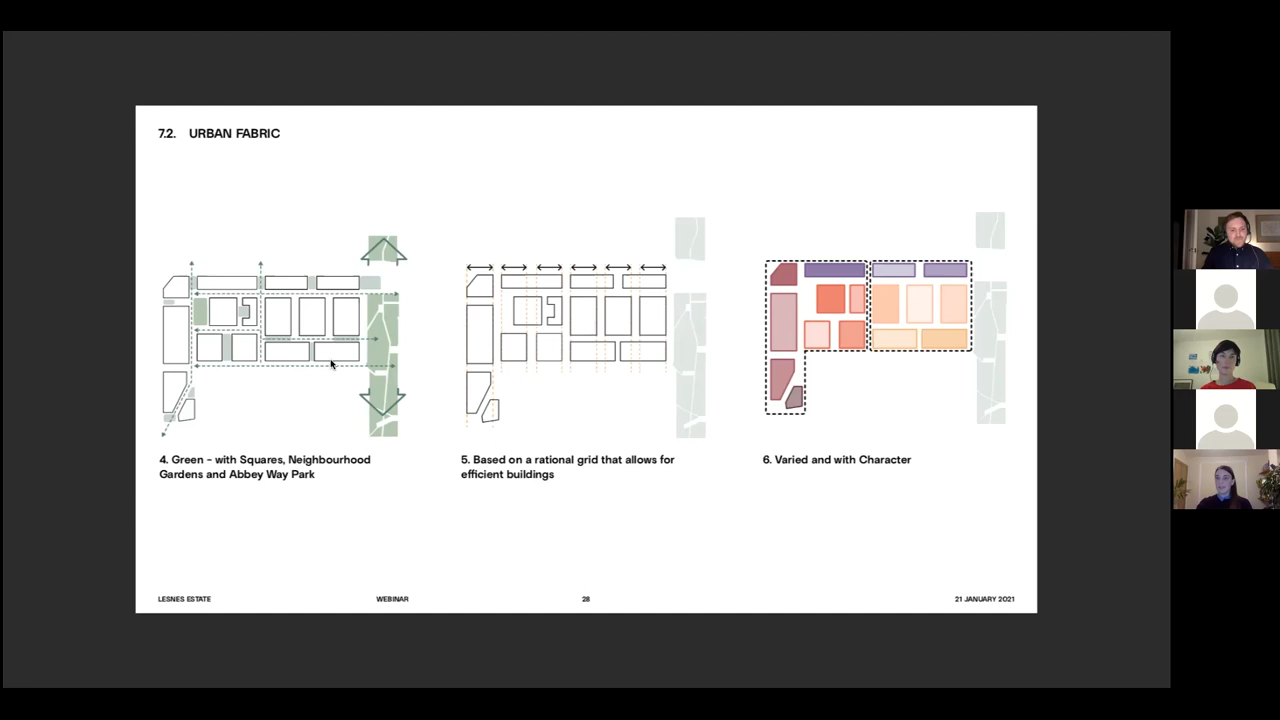 7.2. URBAN FABRIC
4. Green – with Squares, Neighbourhood
Gardens and Abbey Way Park
5. Based on a rational grid that allows for
efficient buildings
6. Varied and with Character
LESNES ESTATE
WEBINAR
28
21 JANUARY 2021